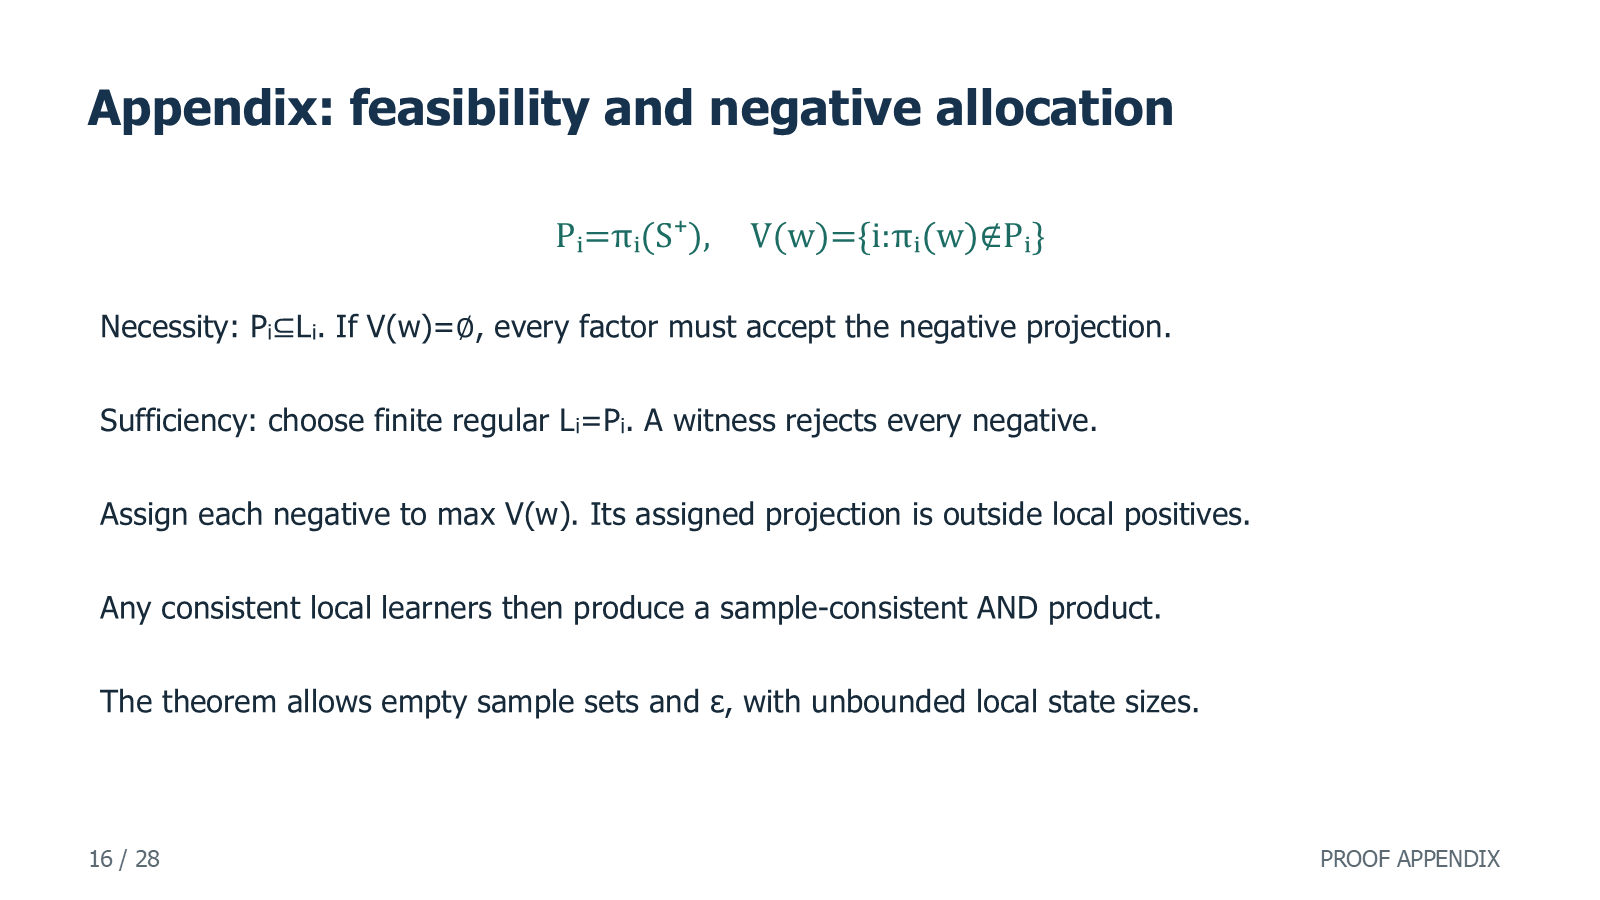 Appendix: feasibility and negative allocation
Pᵢ=πᵢ(S⁺), V(w)={i:πᵢ(w)∉Pᵢ}
Necessity: Pᵢ⊆Lᵢ. If V(w)=∅, every factor must accept the negative projection.
Sufficiency: choose finite regular Lᵢ=Pᵢ. A witness rejects every negative.
Assign each negative to max V(w). Its assigned projection is outside local positives.
Any consistent local learners then produce a sample-consistent AND product.
The theorem allows empty sample sets and ε, with unbounded local state sizes.
16 / 28
PROOF APPENDIX